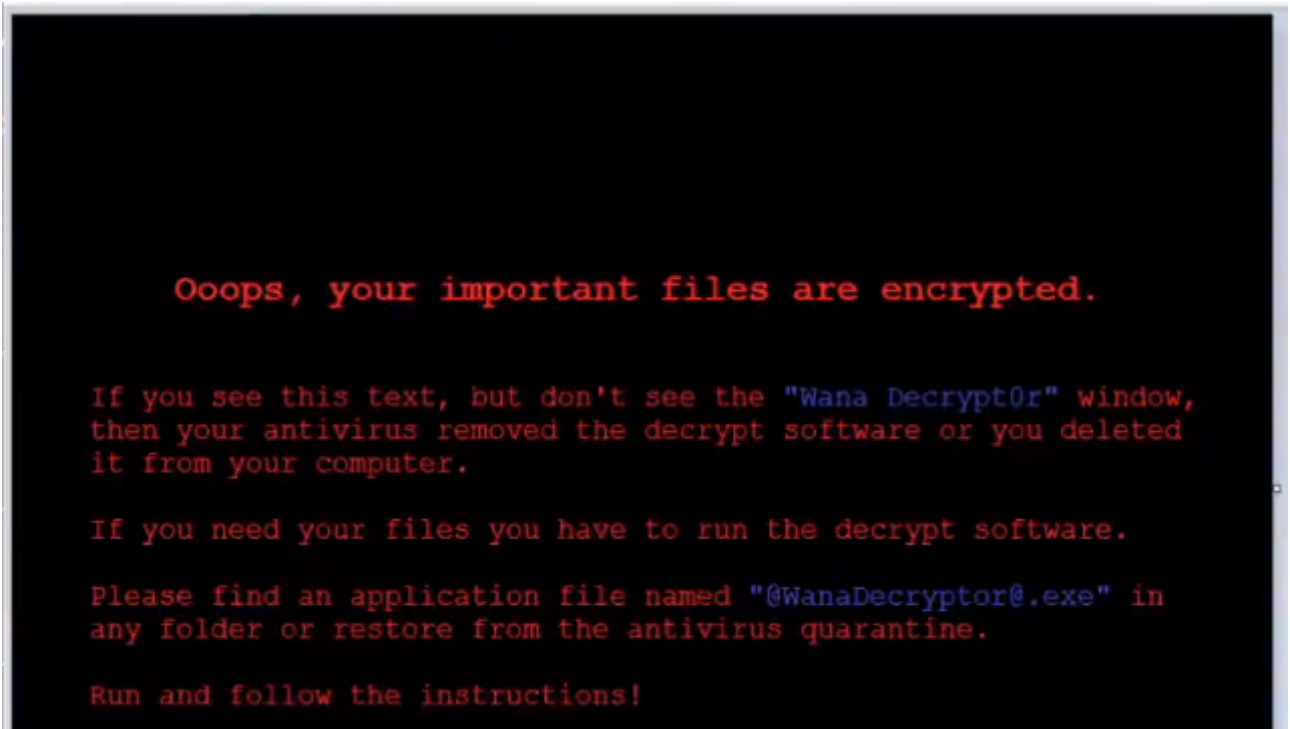 Ooops, your important files are encrypted.
If you see this text, but don't see the "Wana Decrypt0r" window,
then your antivirus removed the decrypt software or you deleted
it from your computer.
If you need your files you have to run the decrypt software.
Please find an application file named "@WanaDecryptor@.exe" in
any folder or restore from the antivirus quarantine.
Run and follow the instructions!